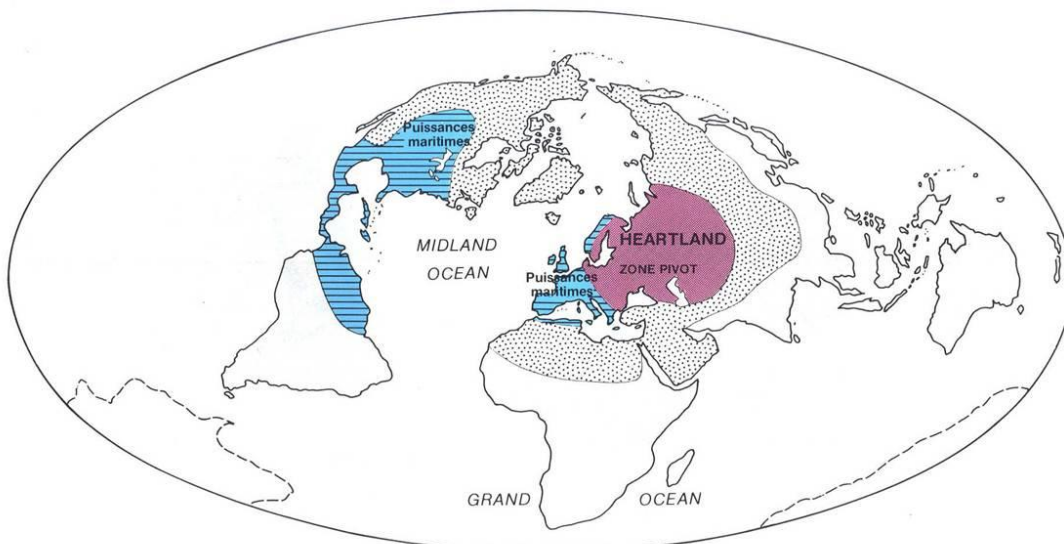 Puissances
maritimes
MIDLAND
OCEAN
HEARTLAND
ZONE PIVOT
Puissances
maritimes
GRAND OCEAN